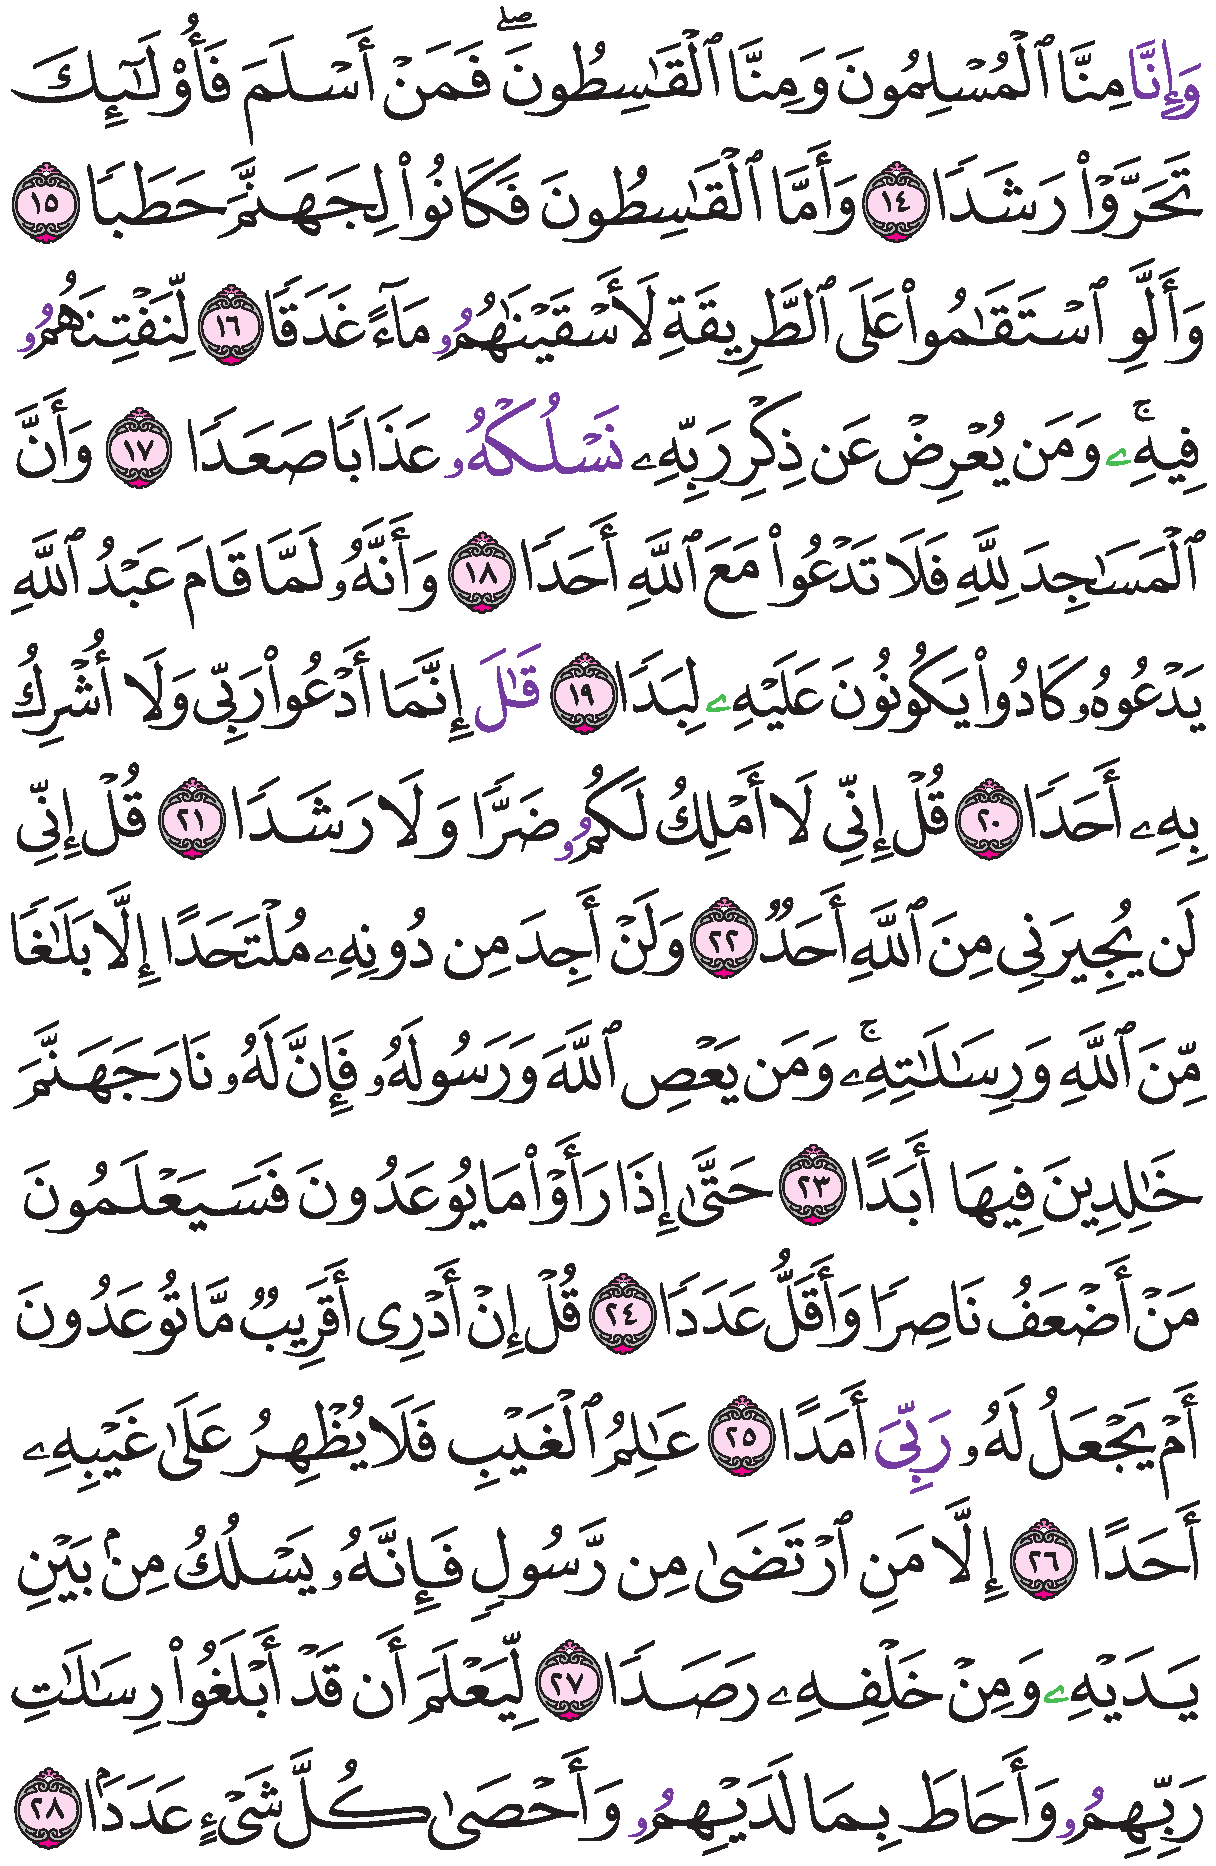 وَإِنَّا مِنَّا ٱلْمُسْلِمُونَ وَمِنَّا ٱلْقَٰسِطُونَ ۖ فَمَنْ أَسْلَمَ فَأُوْلَٰٓئِكَ
تَحَرَّوْاْ رَشَدًا ١٤ وَأَمَّا ٱلْقَٰسِطُونَ فَكَانُواْ لِجَهَنَّمَ حَطَبًا ١٥
وَأَلَّوِ ٱسْتَقَٰمُواْ عَلَى ٱلطَّرِيقَةِ لَأَسْقَيْنَٰهُمُۥ مَآءً غَدَقًا ١٦ لِّنَفْتِنَهُمُۥ
فِيهِۦ ۚ وَمَن يُعْرِضْ عَن ذِكْرِ رَبِّهِۦ نَسْلُكْهُۥ عَذَابًا صَعَدًا ١٧ وَأَنَّ
ٱلْمَسَٰجِدَ لِلَّهِ فَلَا تَدْعُواْ مَعَ ٱللَّهِ أَحَدًا ١٨ وَأَنَّهُۥ لَمَّا قَامَ عَبْدُ ٱللَّهِ
يَدْعُوهُۥ كَادُواْ يَكُونُونَ عَلَيْهِۦ لِبَدًا ١٩ قَٰلَ إِنَّمَا أَدْعُواْ رَبِّى وَلَا أُشْرِكُ
بِهِۦ أَحَدًا ٢٠ قُلْ إِنِّى لَا أَمْلِكُ لَكُمُۥ ضَرًّا وَلَا رَشَدًا ٢١ قُلْ إِنِّى
لَن يُجِيرَنِى مِنَ ٱللَّهِ أَحَدٌ ٢٢ وَلَنْ أَجِدَ مِن دُونِهِۦ مُلْتَحَدًا إِلَّا بَلَٰغًا
مِّنَ ٱللَّهِ وَرِسَٰلَٰتِهِۦ ۚ وَمَن يَعْصِ ٱللَّهَ وَرَسُولَهُۥ فَإِنَّ لَهُۥ نَارَ جَهَنَّمَ
خَٰلِدِينَ فِيهَا أَبَدًا ٢٣ حَتَّىٰ إِذَا رَأَوْاْ مَا يُوعَدُونَ فَسَيَعْلَمُونَ
مَنْ أَضْعَفُ نَاصِرًا وَأَقَلُّ عَدَدًا ٢٤ قُلْ إِنْ أَدْرِى أَقَرِيبٌ مَّا تُوعَدُونَ
أَمْ يَجْعَلُ لَهُۥ رَبِّىَ أَمَدًا ٢٥ عَٰلِمُ ٱلْغَيْبِ فَلَا يُظْهِرُ عَلَىٰ غَيْبِهِۦ
أَحَدًا ٢٦ إِلَّا مَنِ ٱرْتَضَىٰ مِن رَّسُولٍ فَإِنَّهُۥ يَسْلُكُ مِنۢ بَيْنِ
يَدَيْهِۦ وَمِنْ خَلْفِهِۦ رَصَدًا ٢٧ لِّيَعْلَمَ أَن قَدْ أَبْلَغُواْ رِسَٰلَٰتِ
رَبِّهِمُۥ وَأَحَاطَ بِمَا لَدَيْهِمُۥ وَأَحْصَىٰ كُلَّ شَىْءٍ عَدَدَۢا ٢٨